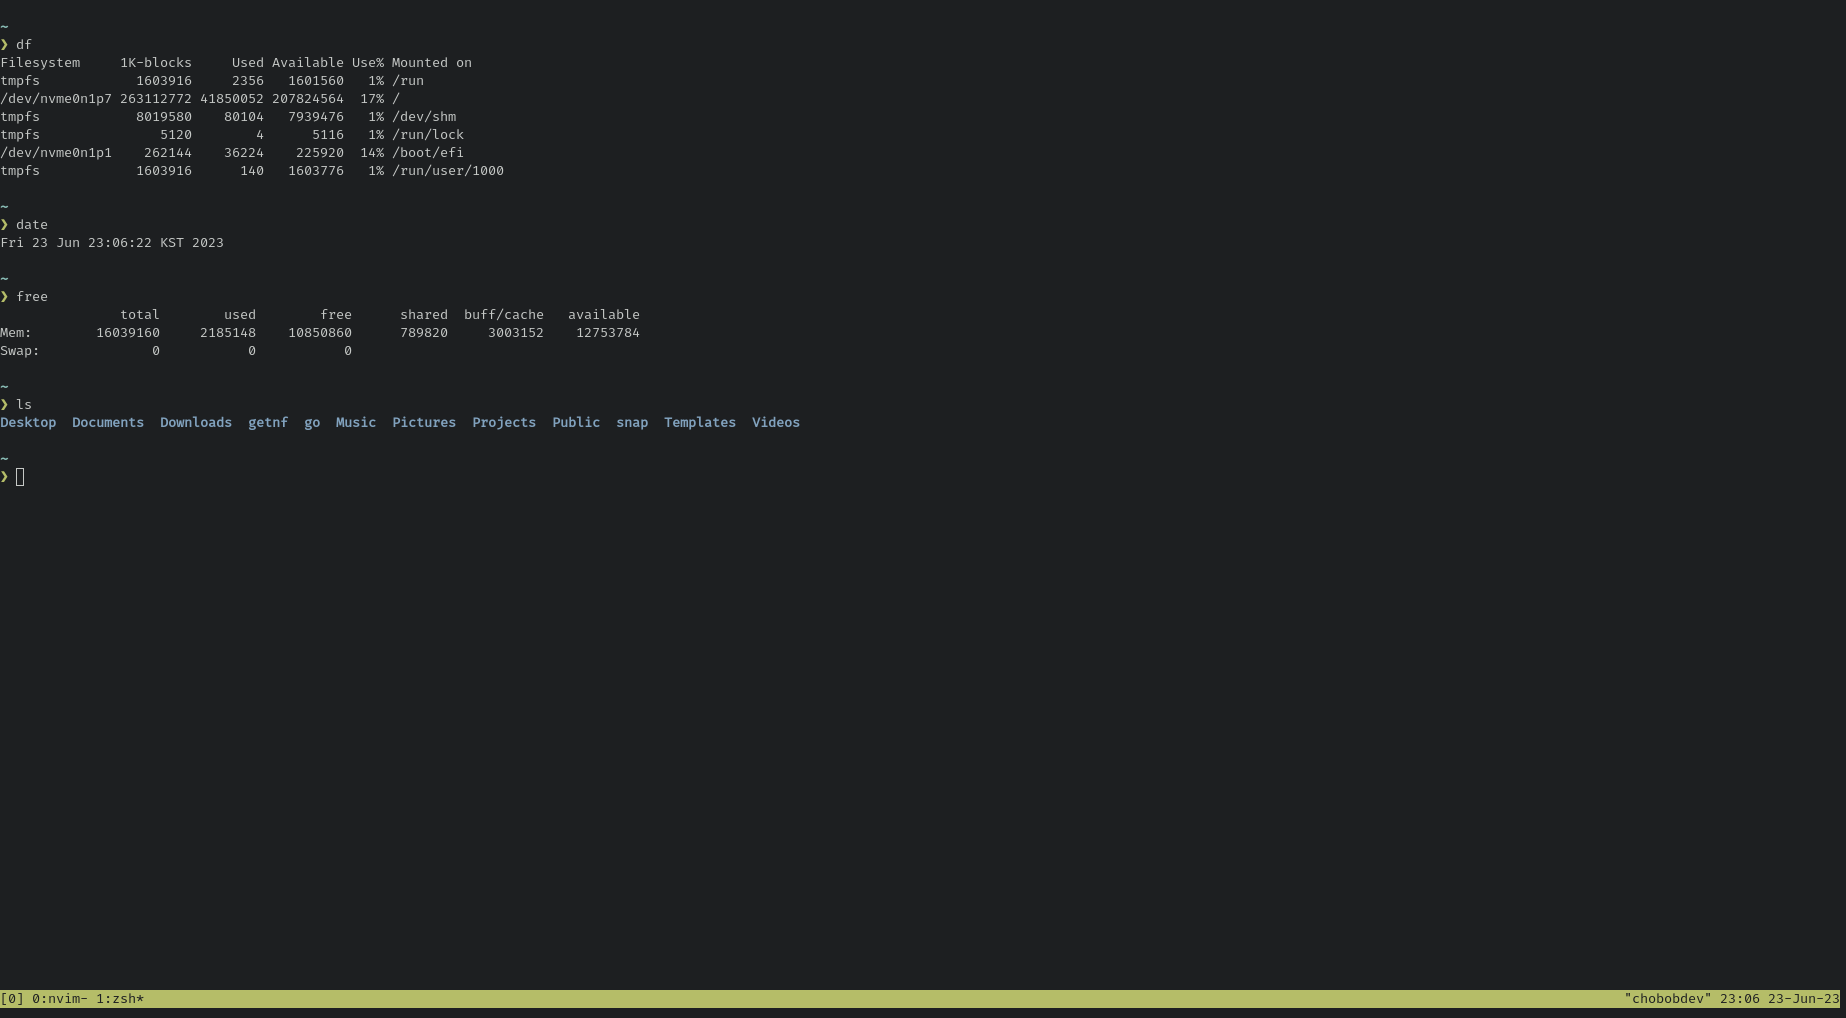 ~
❯ df
Filesystem     1K-blocks     Used Available Use% Mounted on
tmpfs            1603916     2356   1601560   1% /run
/dev/nvme0n1p7 263112772 41850052 207824564  17% /
tmpfs            8019580    80104   7939476   1% /dev/shm
tmpfs               5120        4      5116   1% /run/lock
/dev/nvme0n1p1    262144    36224    225920  14% /boot/efi
tmpfs            1603916      140   1603776   1% /run/user/1000
~
❯ date
Fri 23 Jun 23:06:22 KST 2023
~
❯ free
               total        used        free      shared  buff/cache   available
Mem:        16039160     2185148    10850860      789820     3003152    12753784
Swap:              0           0           0
~
❯ ls
Desktop  Documents  Downloads  getnf  go  Music  Pictures  Projects  Public  snap  Templates  Videos
~
❯
[0] 0:nvim- 1:zsh* "chobobdev" 23:06 23-Jun-23